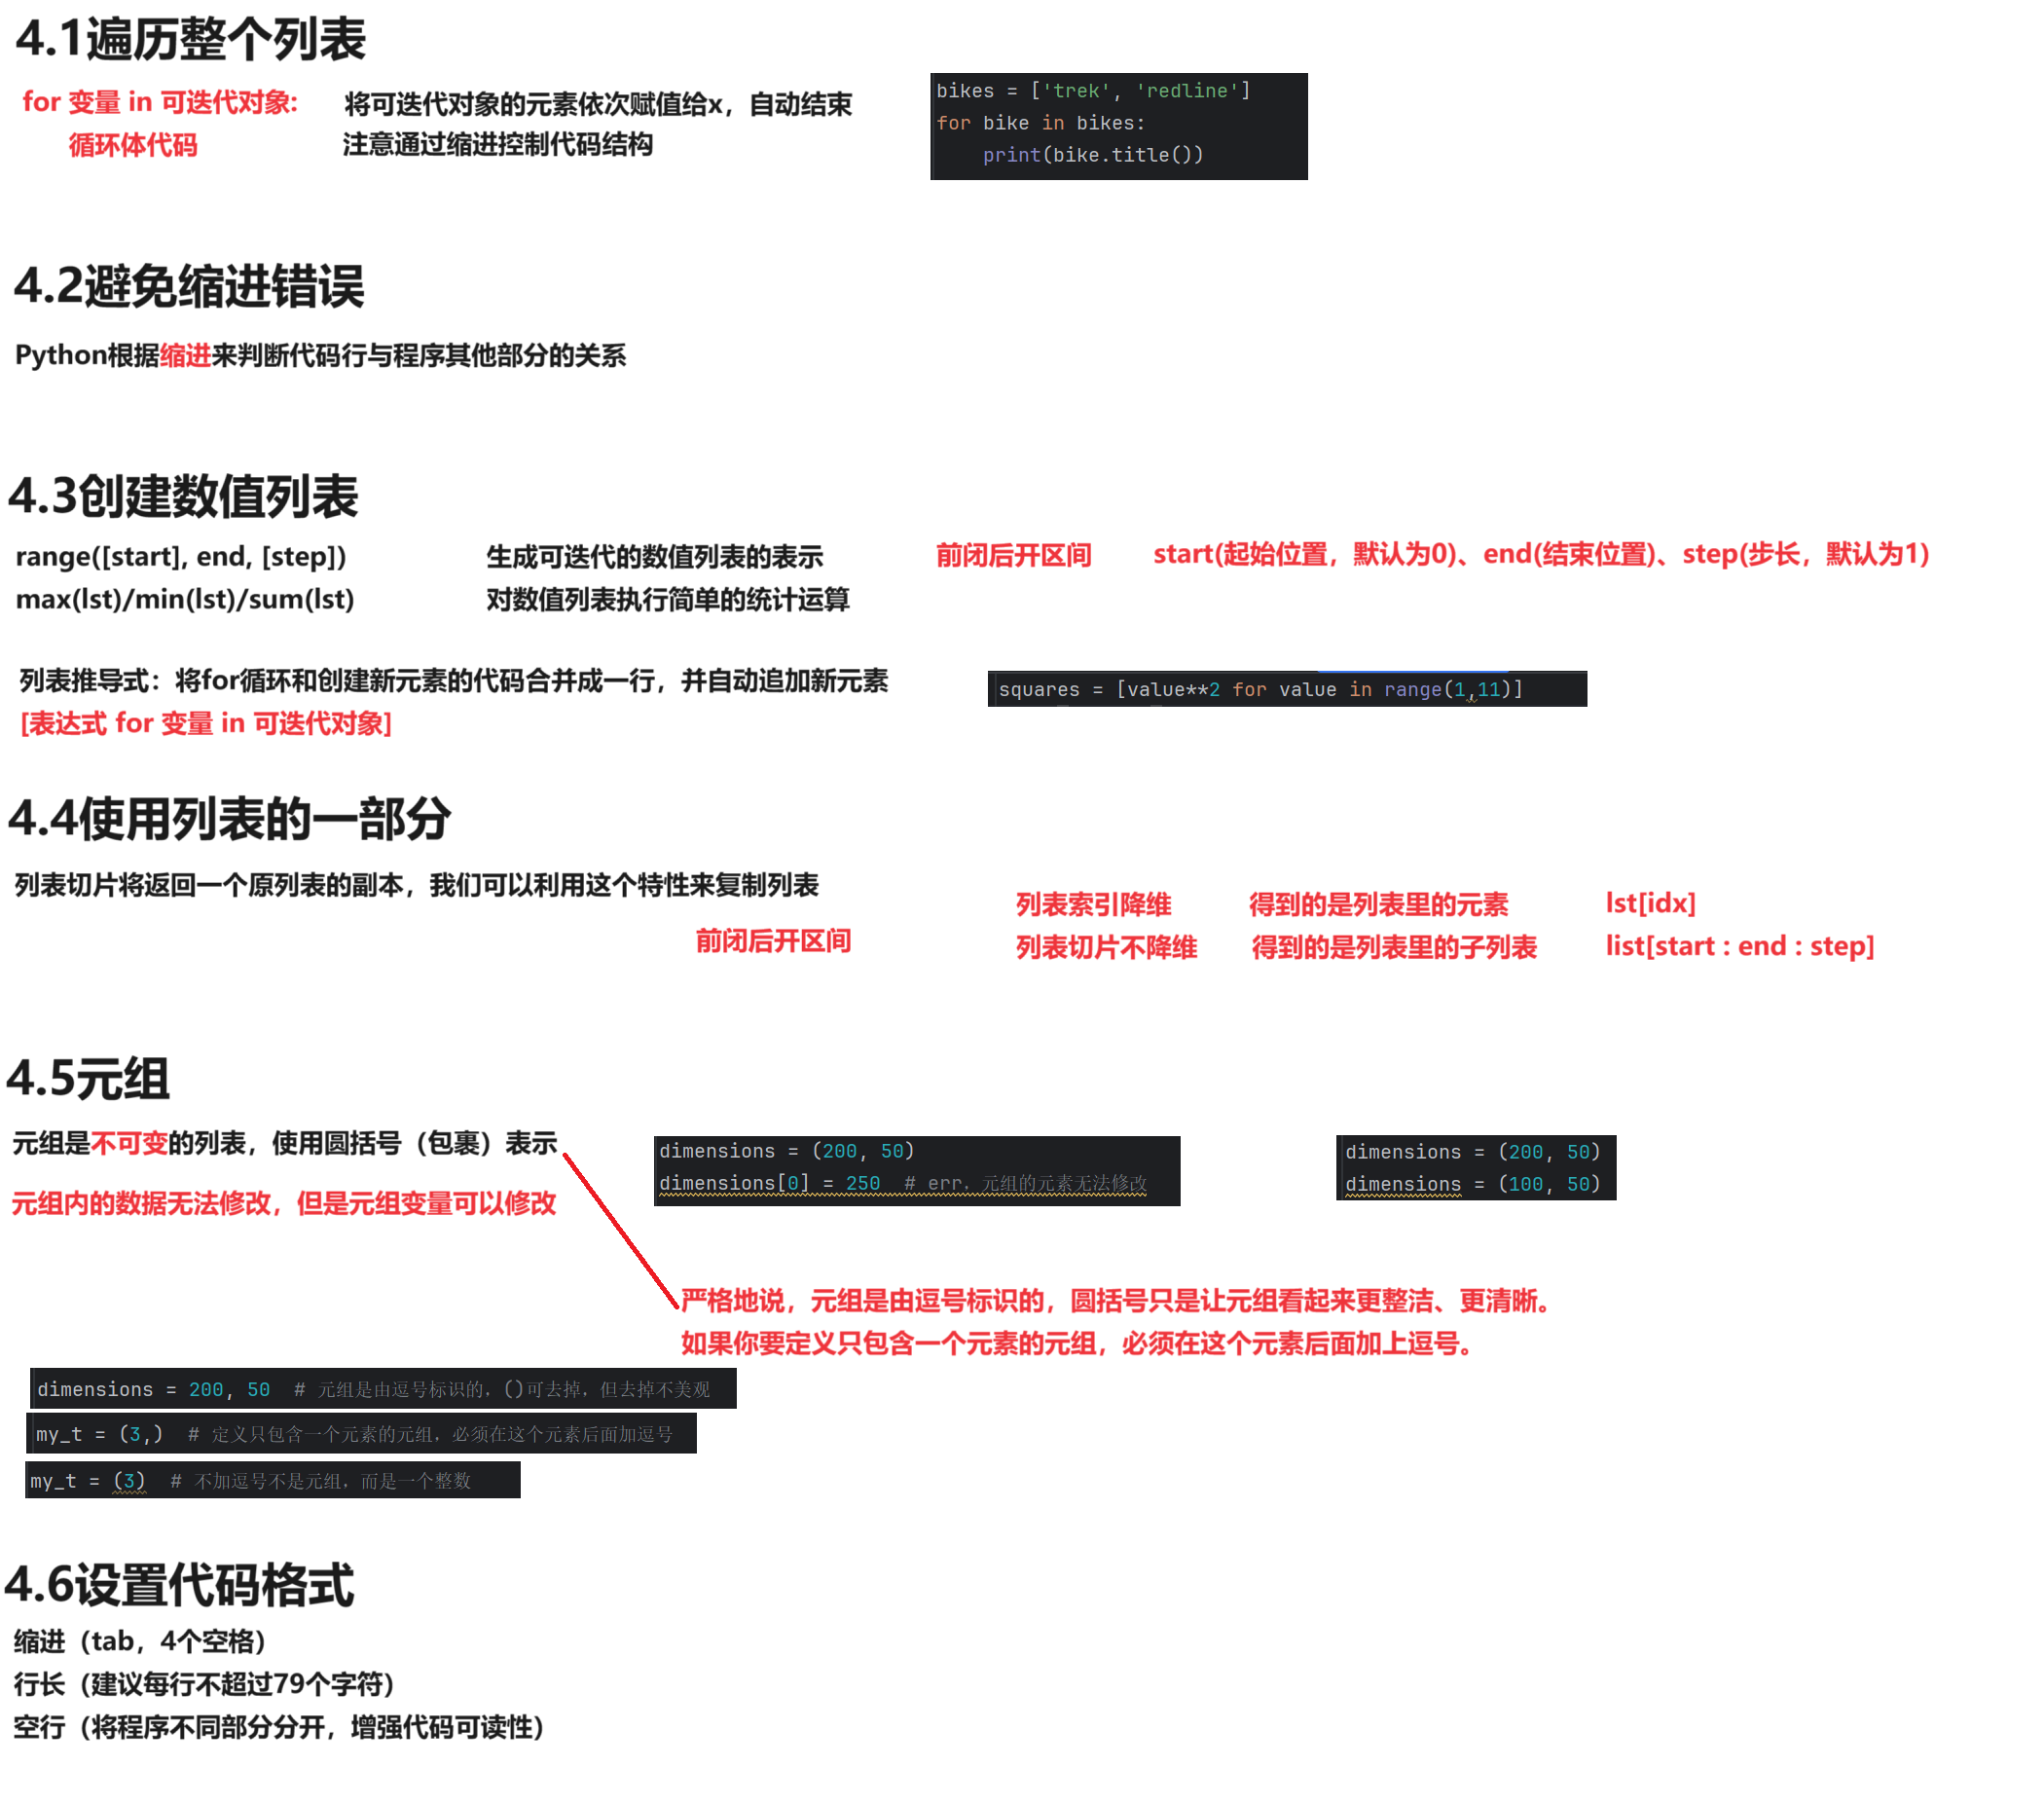 4.1遍历整个列表
for 变量 in 可迭代对象:
循环体代码
将可迭代对象的元素依次赋值给x，自动结束
注意通过缩进控制代码结构
bikes = ['trek', 'redline']
for bike in bikes:
    print(bike.title())
4.2避免缩进错误
Python根据缩进来判断代码行与程序其他部分的关系
4.3创建数值列表
range([start], end, [step])
生成可迭代的数值列表的表示
前闭后开区间
start(起始位置，默认为0)、end(结束位置)、step(步长，默认为1)
max(lst)/min(lst)/sum(lst)
对数值列表执行简单的统计运算
列表推导式：将for循环和创建新元素的代码合并成一行，并自动追加新元素
[表达式 for 变量 in 可迭代对象]
squares = [value**2 for value in range(1,11)]
4.4使用列表的一部分
列表切片将返回一个原列表的副本，我们可以利用这个特性来复制列表
前闭后开区间
列表索引降维
得到的是列表里的元素
lst[idx]
列表切片不降维
得到的是列表里的子列表
list[start : end : step]
4.5元组
元组是不可变的列表，使用圆括号（包裹）表示
元组内的数据无法修改，但是元组变量可以修改
dimensions = (200, 50)
dimensions[0] = 250  # err，元组的元素无法修改
dimensions = (200, 50)
dimensions = (100, 50)
严格地说，元组是由逗号标识的，圆括号只是让元组看起来更整洁、更清晰。
如果你要定义只包含一个元素的元组，必须在这个元素后面加上逗号。
dimensions = 200, 50  # 元组是由逗号标识的，()可去掉，但去掉不美观
my_t = (3,)  # 定义只包含一个元素的元组，必须在这个元素后面加逗号
my_t = (3)  # 不加逗号不是元组，而是一个整数
4.6设置代码格式
缩进（tab，4个空格）
行长（建议每行不超过79个字符）
空行（将程序不同部分分开，增强代码可读性）